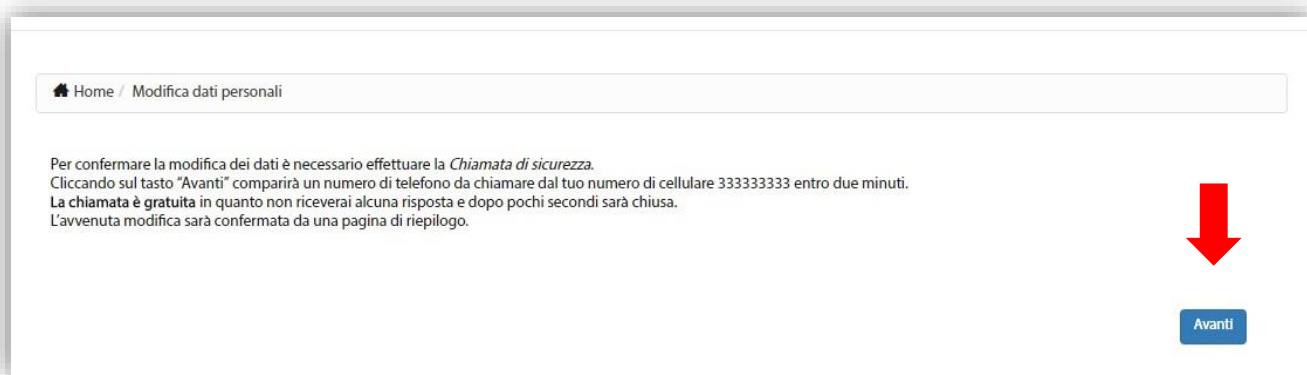 Home / Modifica dati personali
Per confermare la modifica dei dati è necessario effettuare la Chiamata di sicurezza.
Cliccando sul tasto “Avanti” comparirà un numero di telefono da chiamare dal tuo numero di cellulare 333333333 entro due minuti.
La chiamata è gratuita in quanto non riceverai alcuna risposta e dopo pochi secondi sarà chiusa.
L’avvenuta modifica sarà confermata da una pagina di riepilogo.
Avanti